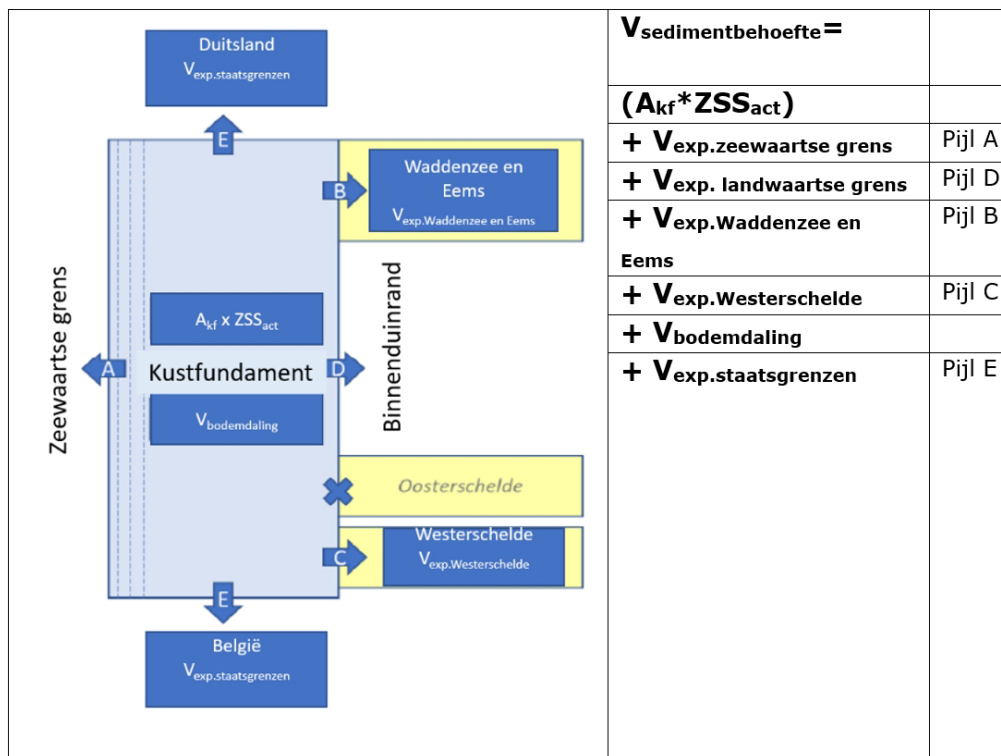 Duitsland
Vexp.staatsgrenzen
E
Waddenzee en
Eems
Vexp.Waddenzee en Eems
B
Zeewaartse grens
Akf x ZSSact
A
Kustfundament
D
Binnenduinrand
Vbodemdaling
Oosterschelde
Westerschelde
Vexp.Westerschelde
C
E
België
Vexp.staatsgrenzen
Vsedimentbehoefte=
(Akf*ZSSact)
+ Vexp.zeewaartse grens Pijl A
+ Vexp. landwaartse grens Pijl D
+ Vexp.Waddenzee en Pijl B
Eems
+ Vexp.Westerschelde Pijl C
+ Vbodemdaling
+ Vexp.staatsgrenzen Pijl E